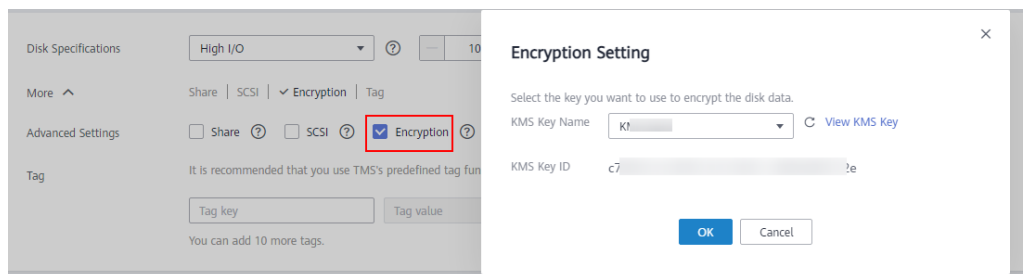 Disk Specifications
High I/O
10
More
Share | SCSI | Encryption | Tag
Advanced Settings
Share
SCSI
Encryption
Tag
It is recommended that you use TMS's predefined tag fun
Tag key
Tag value
You can add 10 more tags.
Encryption Setting
Select the key you want to use to encrypt the disk data.
KMS Key Name
View KMS Key
KMS Key ID
c7
2e
OK
Cancel